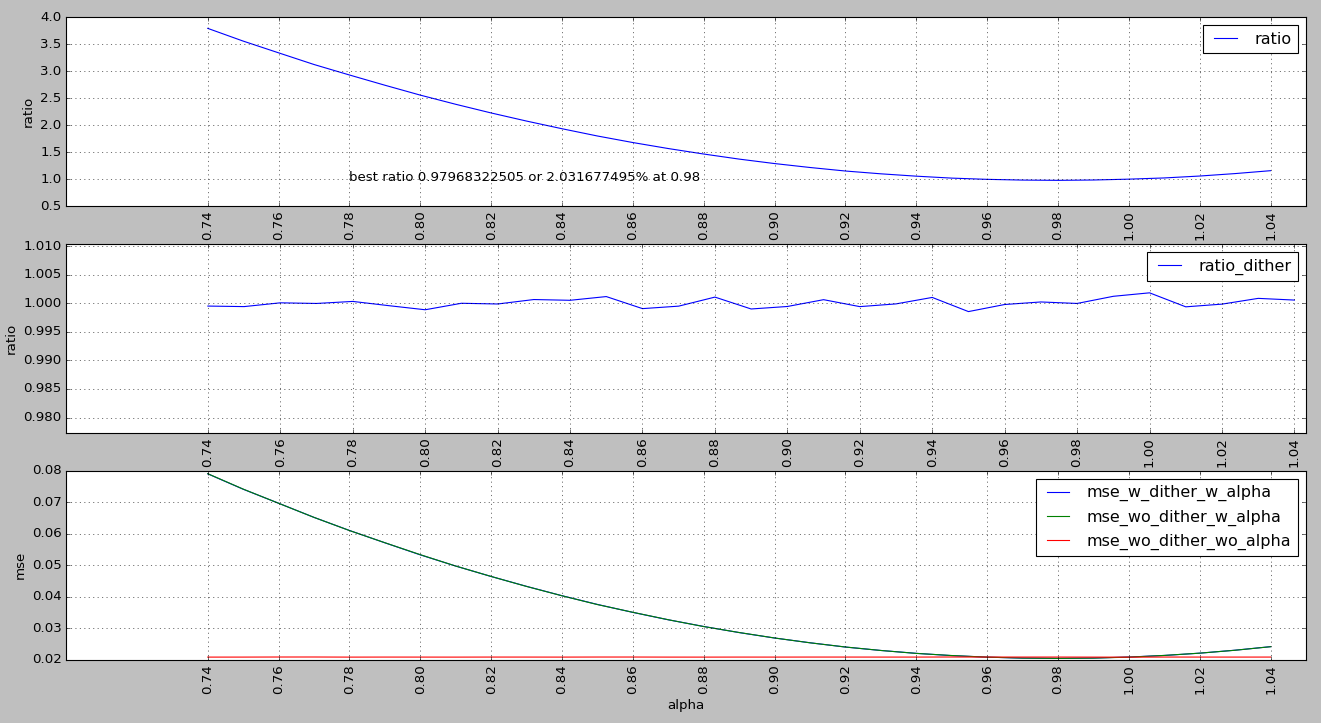 4.0
3.5
3.0
2.5
2.0
1.5
1.0
0.5
ratio
ratio
best ratio 0.97968322505 or 2.031677495% at 0.98
0.74 0.76 0.78 0.80 0.82 0.84 0.86 0.88 0.90 0.92 0.94 0.96 0.98 1.00 1.02 1.04
1.010
1.005
1.000
0.995
0.990
0.985
0.980
ratio
ratio_dither
0.74 0.76 0.78 0.80 0.82 0.84 0.86 0.88 0.90 0.92 0.94 0.96 0.98 1.00 1.02 1.04
0.08
0.07
0.06
0.05
0.04
0.03
0.02
mse
mse_w_dither_w_alpha
mse_wo_dither_w_alpha
mse_wo_dither_wo_alpha
0.74 0.76 0.78 0.80 0.82 0.84 0.86 0.88 0.90 0.92 0.94 0.96 0.98 1.00 1.02 1.04
alpha